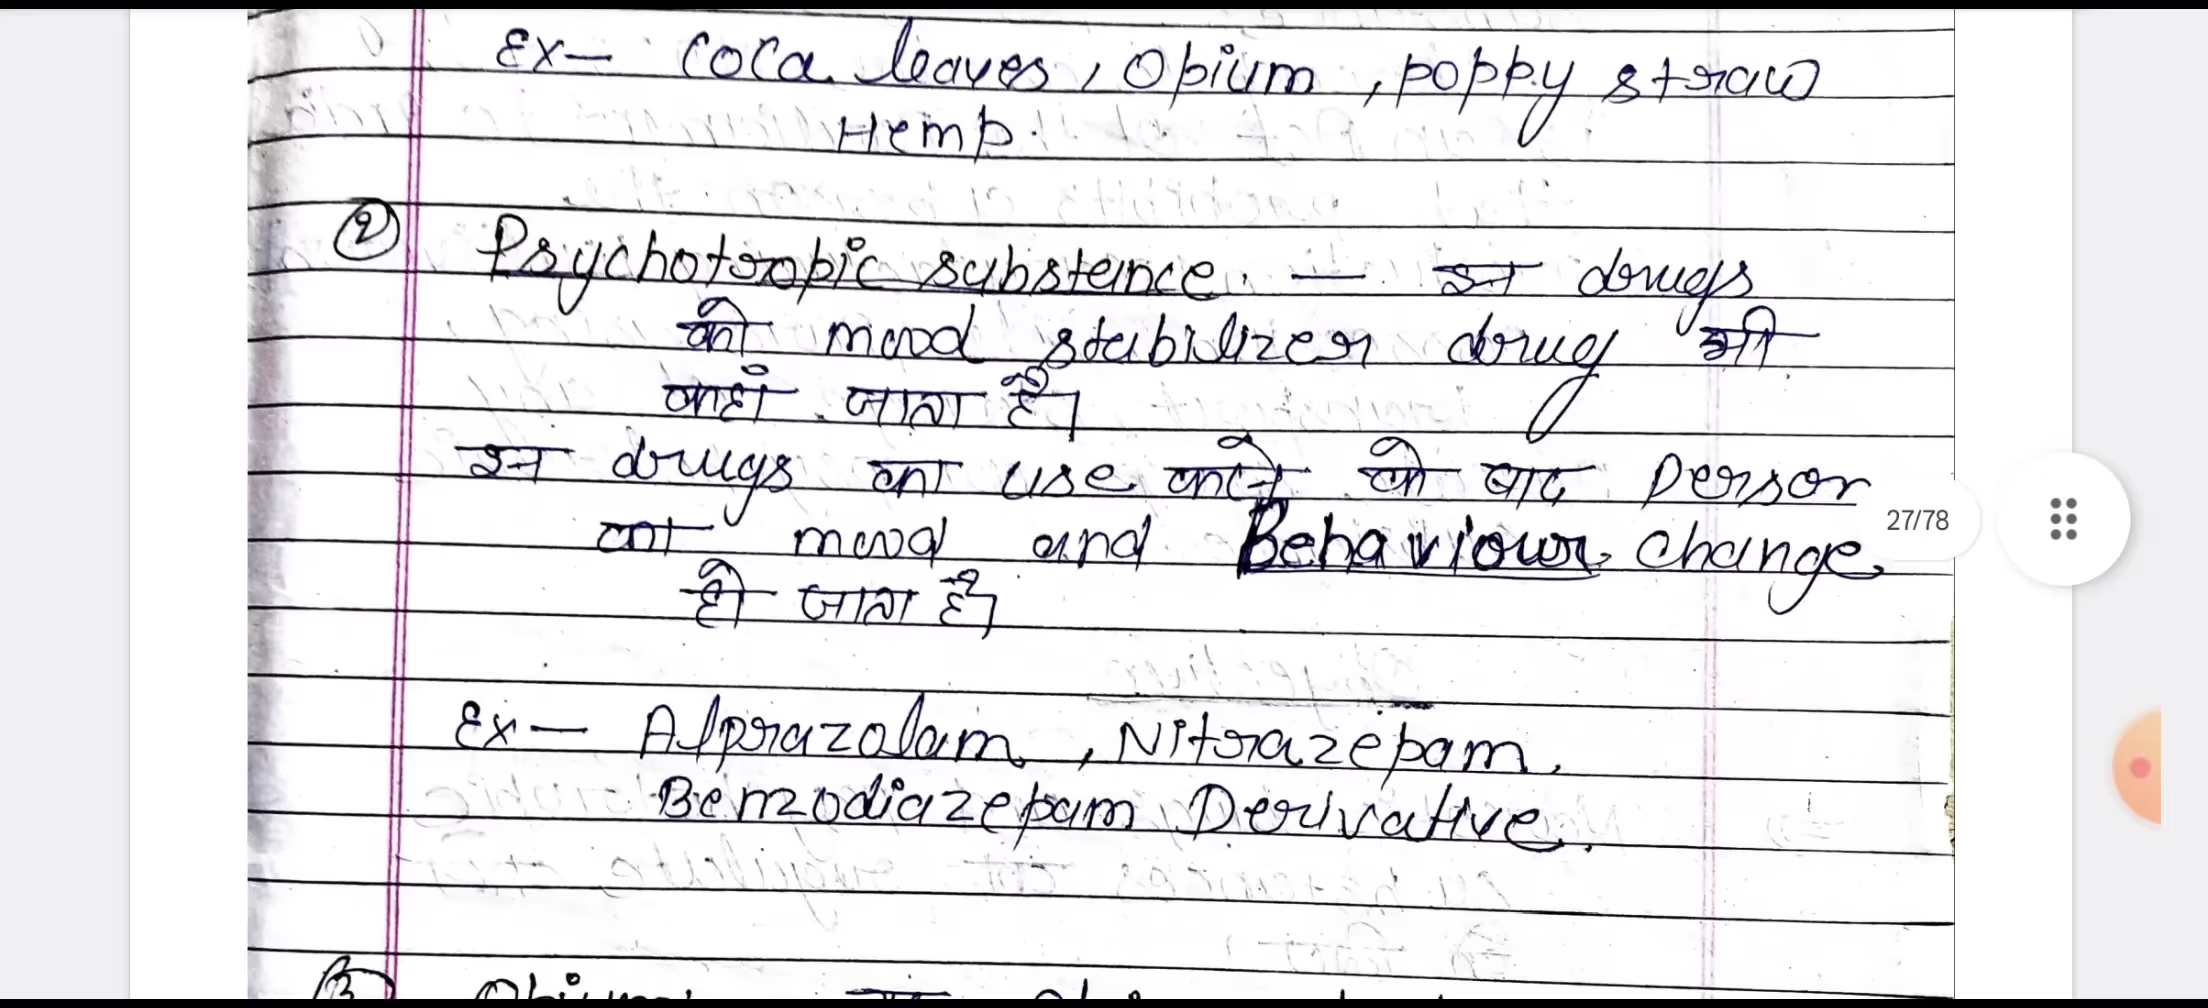 Ex- Coca leaves, Opium, poppy straw
Hemp.
② Psychotropic substance. — इन drugs
को mood stabilizer drug भी
कहाँ जाता है।
इन drugs का use करने के बाद person
का mood and Behaviour change
हो जाता है।
27/78
Ex- Alprazolam, Nitrazepam,
Benzodiazepam Derivative.